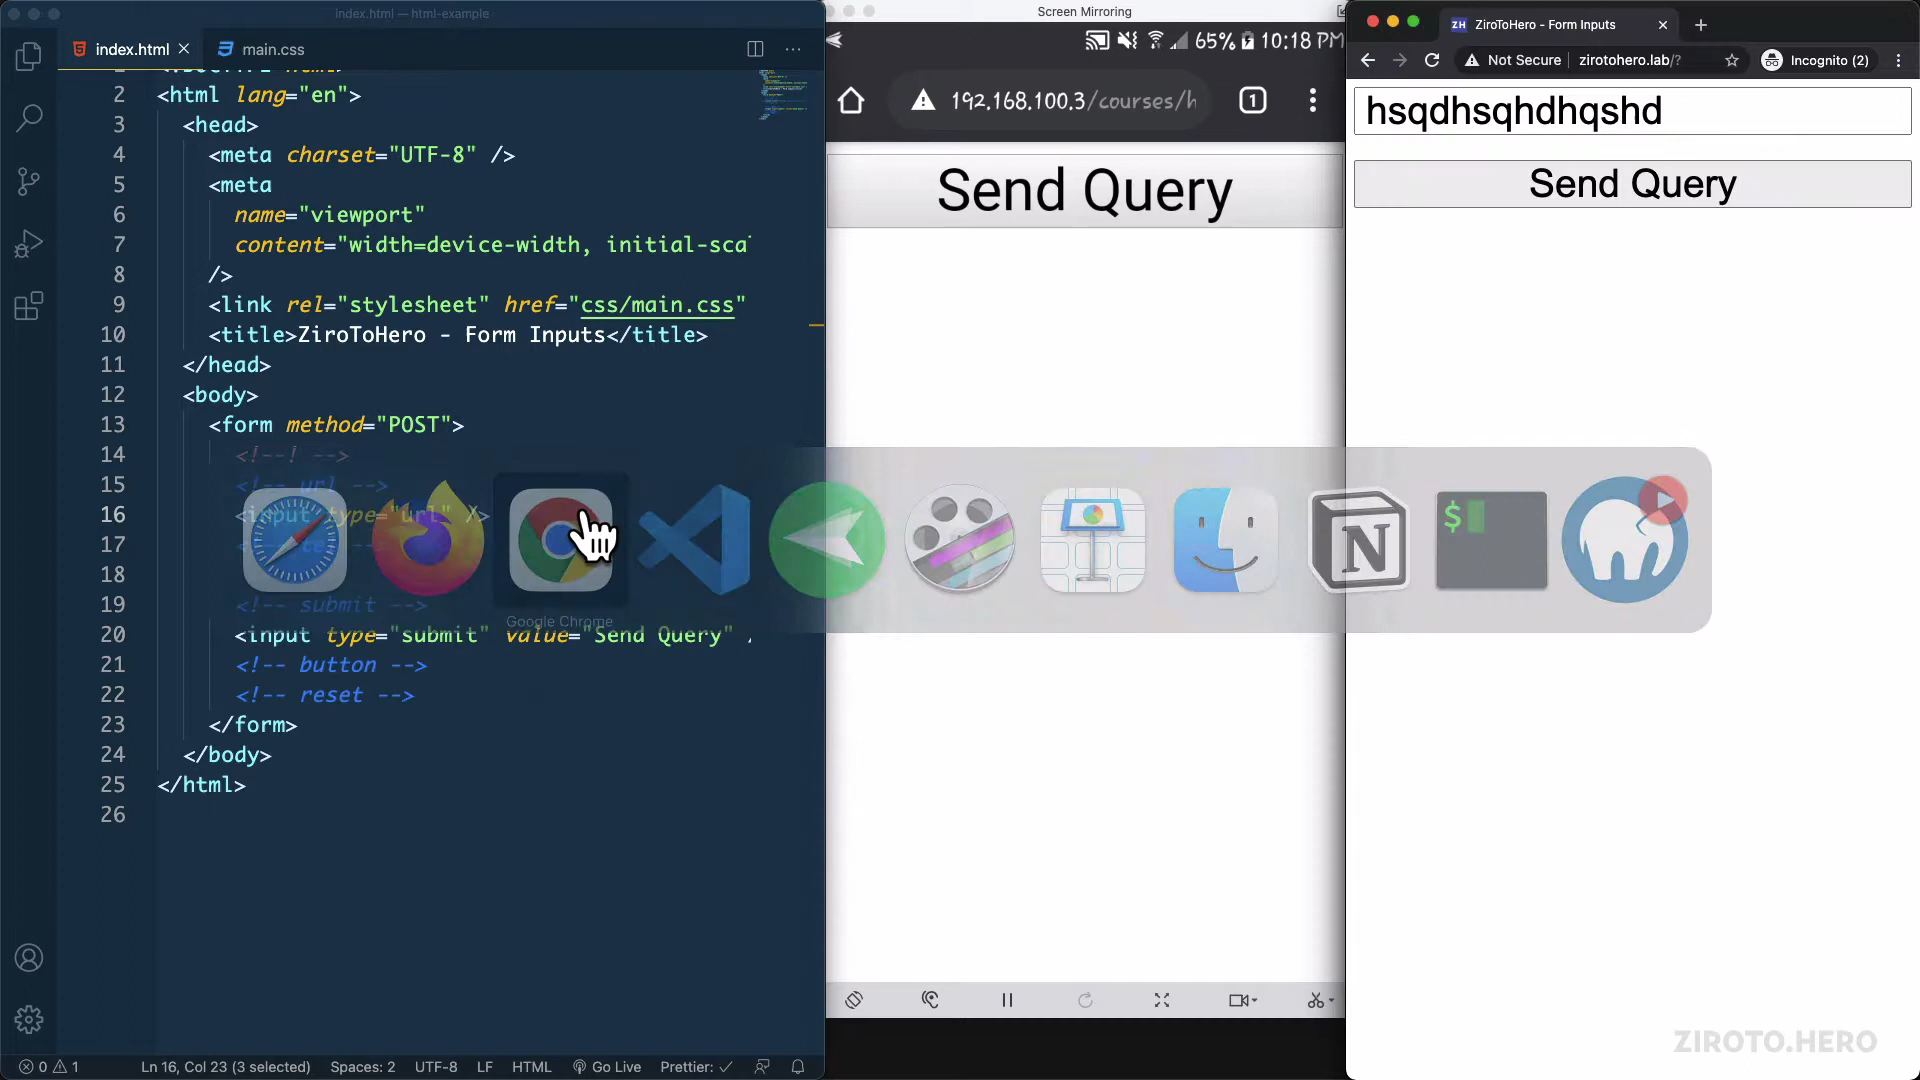 index.html — html-example
index.html
main.css
2 <html lang="en">
3 <head>
4 <meta charset="UTF-8" />
5 <meta
6 name="viewport"
7 content="width=device-width, initial-sca
8 />
9 <link rel="stylesheet" href="css/main.css"
10 <title>ZiroToHero - Form Inputs</title>
11 </head>
12 <body>
13 <form method="POST">
14 <!--! -->
15 <!-- url -->
16 <input type="url" />
17
18
19 <!-- submit -->
20 <input type="submit" value="Send Query" /
21 <!-- button -->
22 <!-- reset -->
23 </form>
24 </body>
25 </html>
26
Google Chrome
0 1 Ln 16, Col 23 (3 selected) Spaces: 2 UTF-8 LF HTML Go Live Prettier: ✓
Screen Mirroring
65% 10:18 PM
192.168.100.3/courses/h
1
Send Query
ZH ZiroToHero - Form Inputs
Not Secure zirotohero.lab/? Incognito (2)
hsqdhsqhdhqshd
Send Query
N
$
ZIROTO.HERO